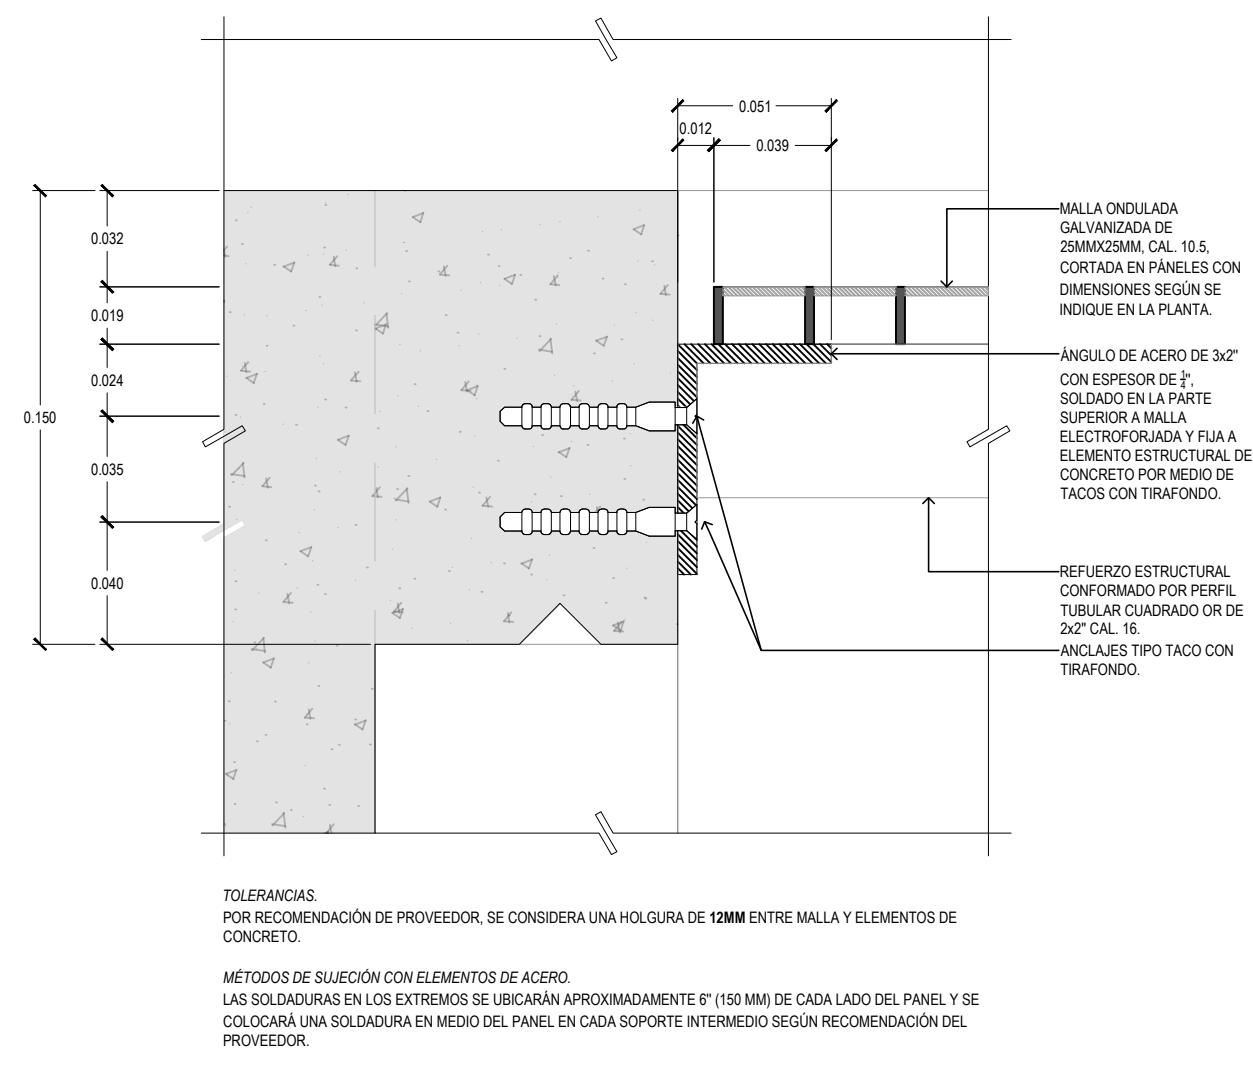 0.051
0.012
0.039
0.032
0.019
0.024
0.150
0.035
0.040
MALLA ONDULADA
GALVANIZADA DE
25MMX25MM, CAL. 10.5,
CORTADA EN PÁNELES CON
DIMENSIONES SEGÚN SE
INDIQUE EN LA PLANTA.
ÁNGULO DE ACERO DE 3x2"
CON ESPESOR DE 1/4",
SOLDADO EN LA PARTE
SUPERIOR A MALLA
ELECTROFORJADA Y FIJA A
ELEMENTO ESTRUCTURAL DE
CONCRETO POR MEDIO DE
TACOS CON TIRAFONDO.
REFUERZO ESTRUCTURAL
CONFORMADO POR PERFIL
TUBULAR CUADRADO OR DE
2x2" CAL. 16.
ANCLAJES TIPO TACO CON
TIRAFONDO.
TOLERANCIAS.
POR RECOMENDACIÓN DE PROVEEDOR, SE CONSIDERA UNA HOLGURA DE 12MM ENTRE MALLA Y ELEMENTOS DE
CONCRETO.
MÉTODOS DE SUJECIÓN CON ELEMENTOS DE ACERO.
LAS SOLDADURAS EN LOS EXTREMOS SE UBICARÁN APROXIMADAMENTE 6" (150 MM) DE CADA LADO DEL PANEL Y SE
COLOCARÁ UNA SOLDADURA EN MEDIO DEL PANEL EN CADA SOPORTE INTERMEDIO SEGÚN RECOMENDACIÓN DEL
PROVEEDOR.